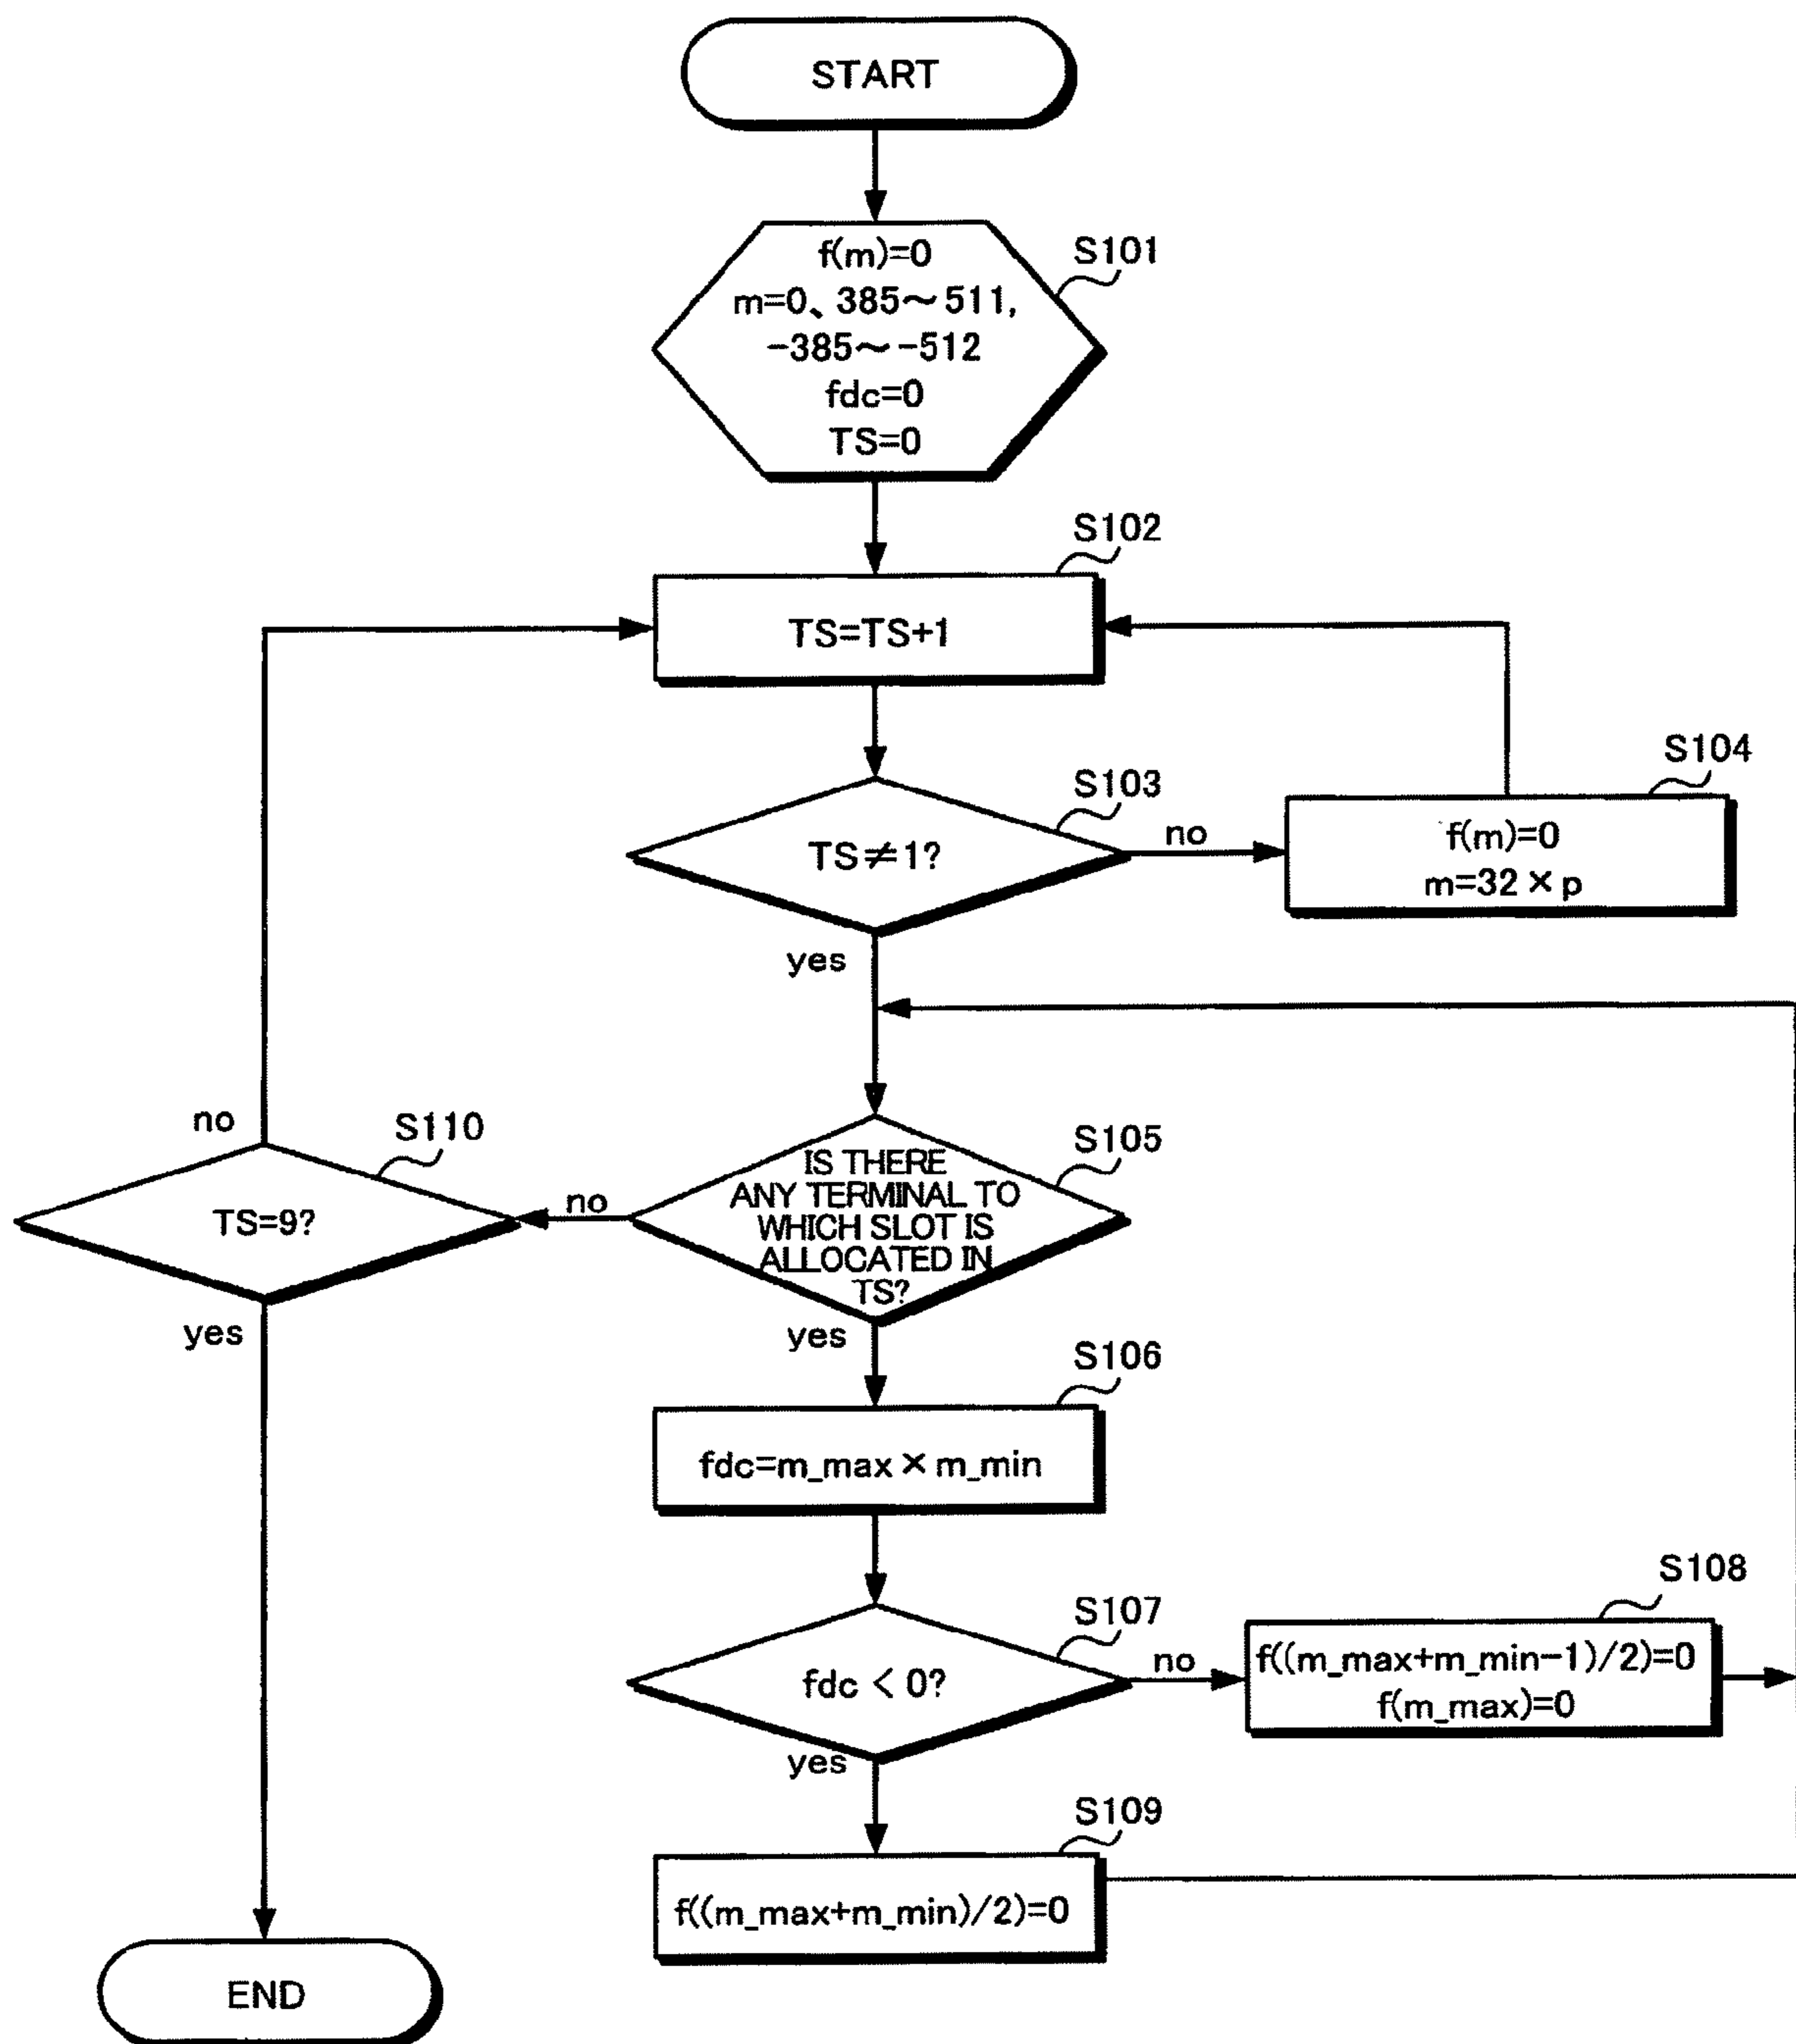 START
f(m)=0
S101
m=0、385～511,
-385～-512
fdc=0
TS=0
S102
TS=TS+1
S103
TS≠1?
no
S104
f(m)=0
m=32×p
yes
S105
IS THERE
ANY TERMINAL TO
WHICH SLOT IS
ALLOCATED IN
TS?
no
S110
TS=9?
no
yes
yes
S106
fdc=m_max×m_min
S107
fdc < 0?
no
S108
f((m_max+m_min-1)/2)=0
f(m_max)=0
yes
S109
f((m_max+m_min)/2)=0
END